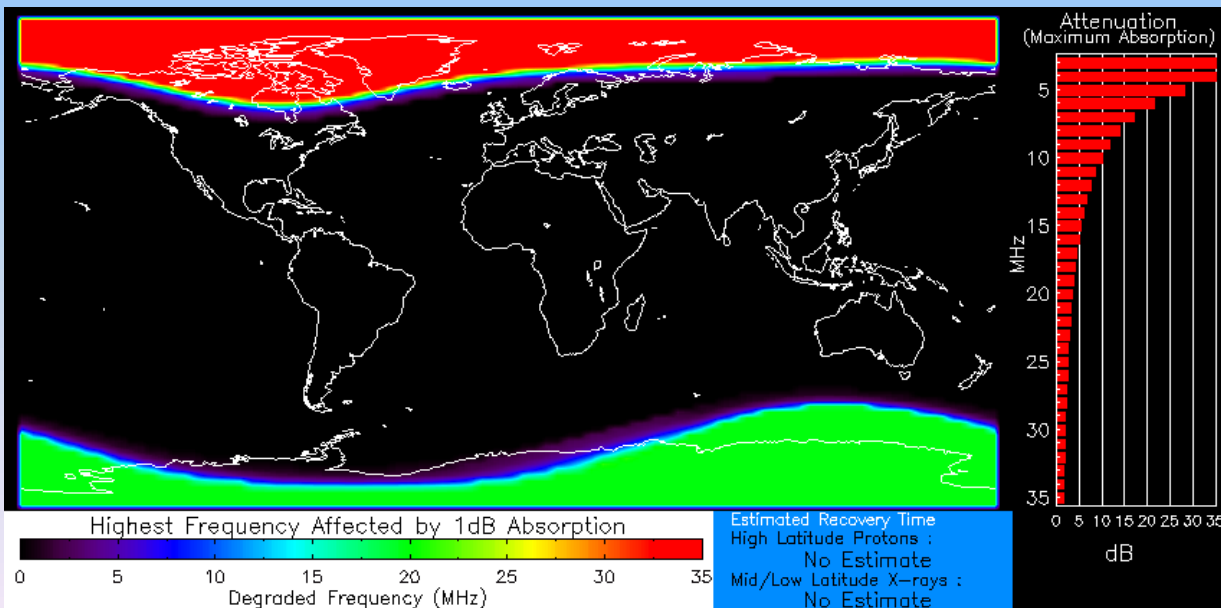 Attenuation
(Maximum Absorption)
5
10
15
20
25
30
35
MHz
0 5 10 15 20 25 30 35
dB
Highest Frequency Affected by 1dB Absorption
0 5 10 15 20 25 30 35
Degraded Frequency (MHz)
Estimated Recovery Time
High Latitude Protons :
No Estimate
Mid/Low Latitude X-rays :
No Estimate